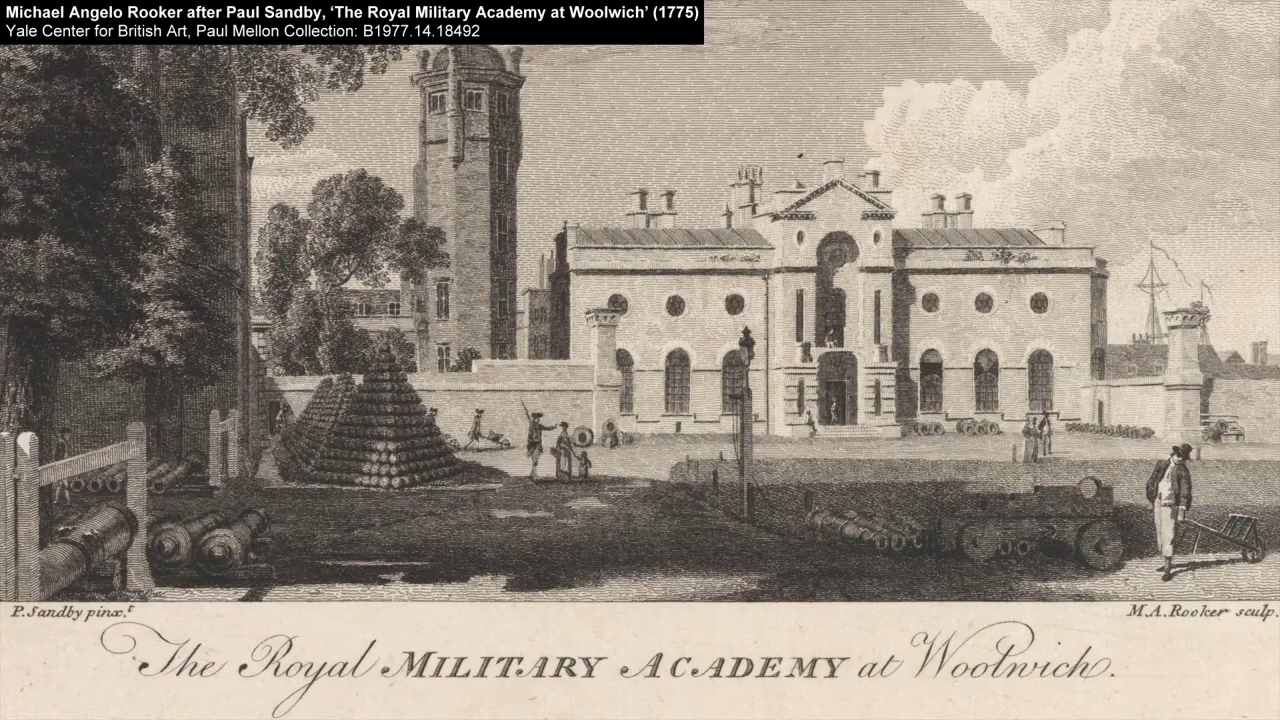 Michael Angelo Rooker after Paul Sandby, ‘The Royal Military Academy at Woolwich’ (1775)
Yale Center for British Art, Paul Mellon Collection: B1977.14.18492
P. Sandby pinx.t
M.A. Rooker sculp.
The Royal MILITARY ACADEMY at Woolwich.